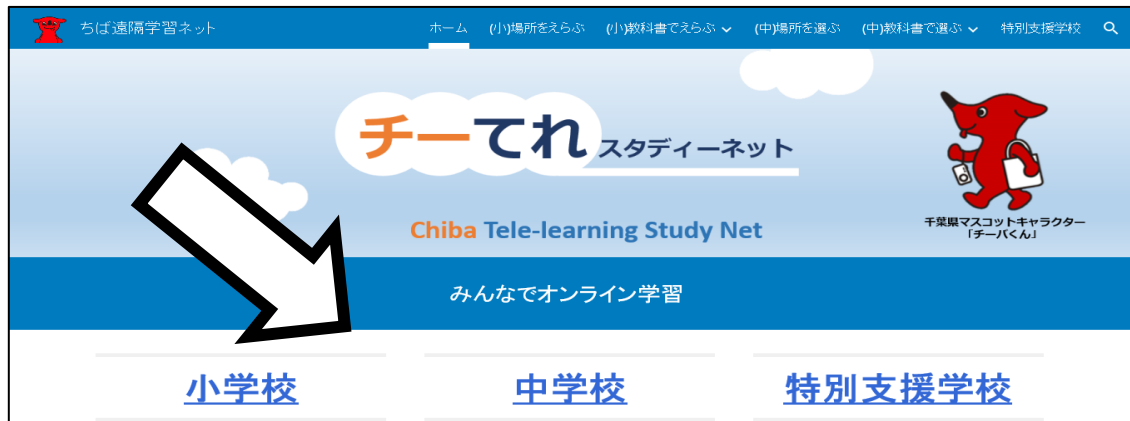 ちば遠隔学習ネット ホーム (小)場所をえらぶ (小)教科書でえらぶ (中)場所を選ぶ (中)教科書で選ぶ 特別支援学校
チーてれ スタディーネット
Chiba Tele-learning Study Net
千葉県マスコットキャラクター
「チーバくん」
みんなでオンライン学習
小学校 中学校 特別支援学校